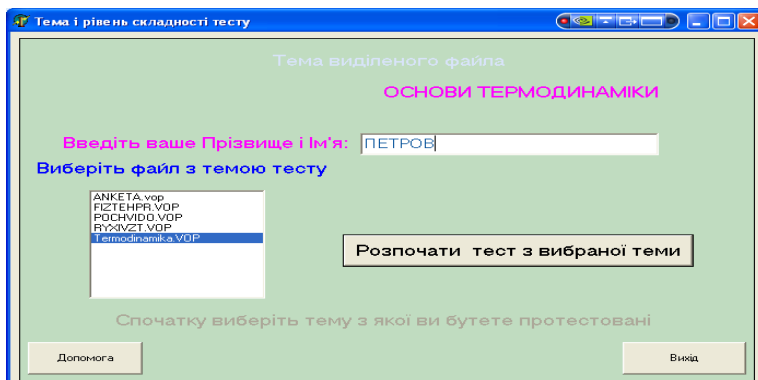 Тема і рівень складності тесту
Тема виділеного файла
ОСНОВИ ТЕРМОДИНАМІКИ
Введіть ваше Прізвище і Ім'я: ПЕТРОВ
Виберіть файл з темою тесту
ANKETA.vop
FIZTEHPR.VOP
POCHVIDO.VOP
RYXIVZT.VOP
Termodinamika.VOP
Розпочати тест з вибраної теми
Спочатку виберіть тему з якої ви бутете протестовані
Допомога
Вихід